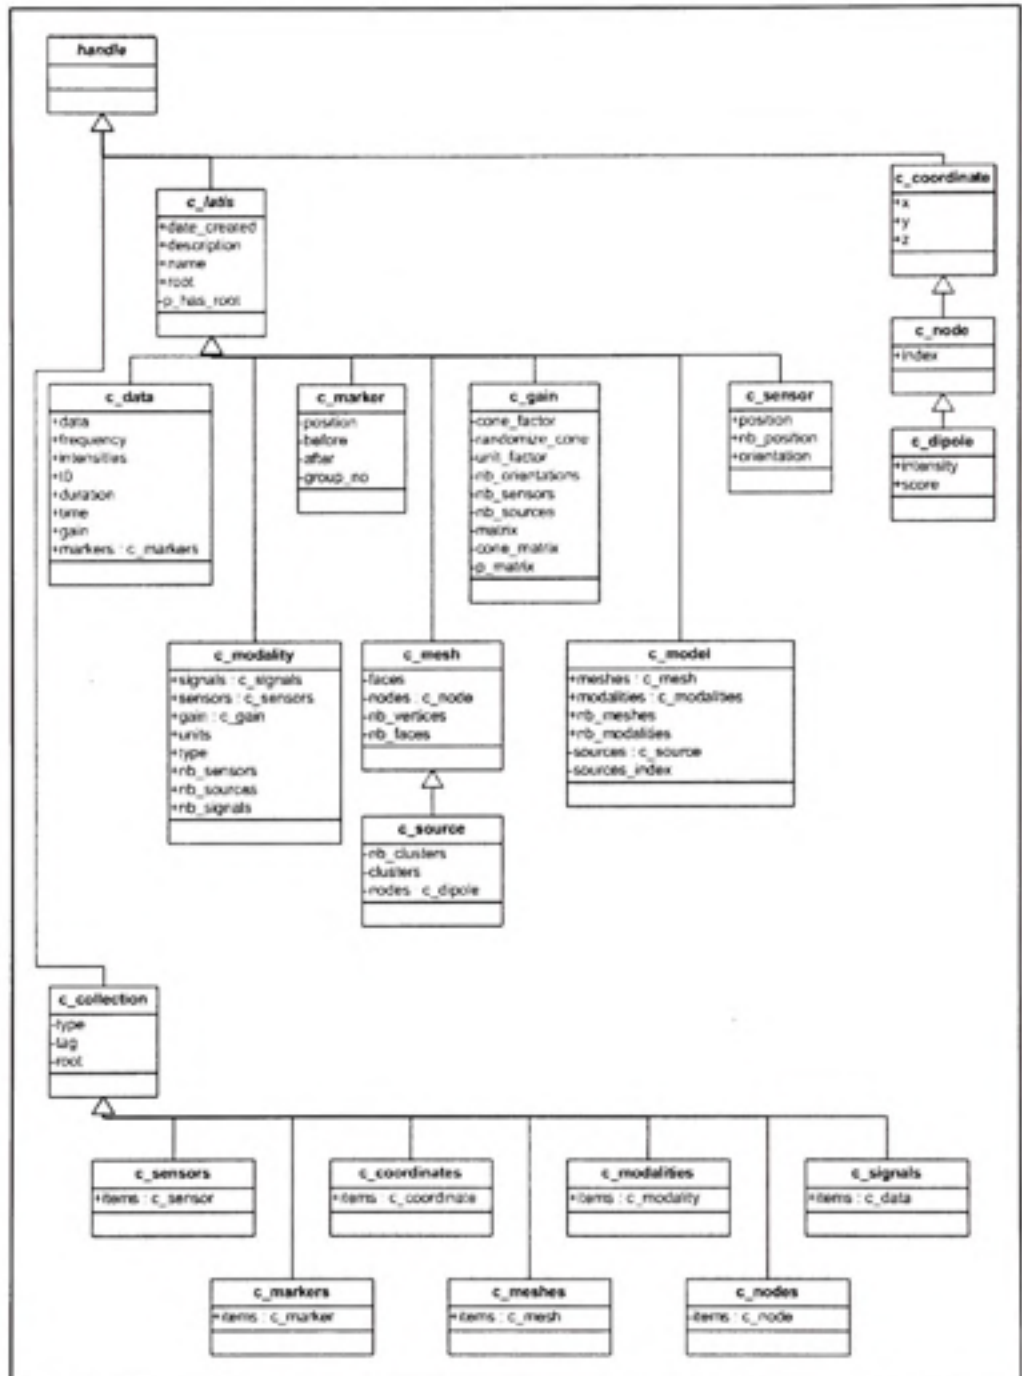 handle
c_latis
+date_created
+description
+name
+root
-p_has_root
c_coordinate
+x
+y
+z
c_node
+index
c_dipole
+intensity
+score
c_data
+data
+frequency
+intensities
+ID
+duration
+time
+gain
+markers : c_markers
c_marker
-position
-before
-after
-group_no
c_gain
-cone_factor
-randomize_cone
-unit_factor
-nb_orientations
-nb_sensors
-nb_sources
-matrix
-cone_matrix
-p_matrix
c_sensor
+position
+nb_position
+orientation
c_modality
+signals : c_signals
+sensors : c_sensors
+gain : c_gain
+units
+type
+nb_sensors
+nb_sources
+nb_signals
c_mesh
-faces
-nodes : c_node
-nb_vertices
-nb_faces
c_model
+meshes : c_mesh
+modalities : c_modalities
+nb_meshes
+nb_modalities
-sources : c_source
-sources_index
c_source
-nb_clusters
-clusters
-nodes : c_dipole
c_collection
-type
-tag
-root
c_sensors
+items : c_sensor
c_coordinates
+items : c_coordinate
c_modalities
+items : c_modality
c_signals
+items : c_data
c_markers
+items : c_marker
c_meshes
+items : c_mesh
c_nodes
-items : c_node